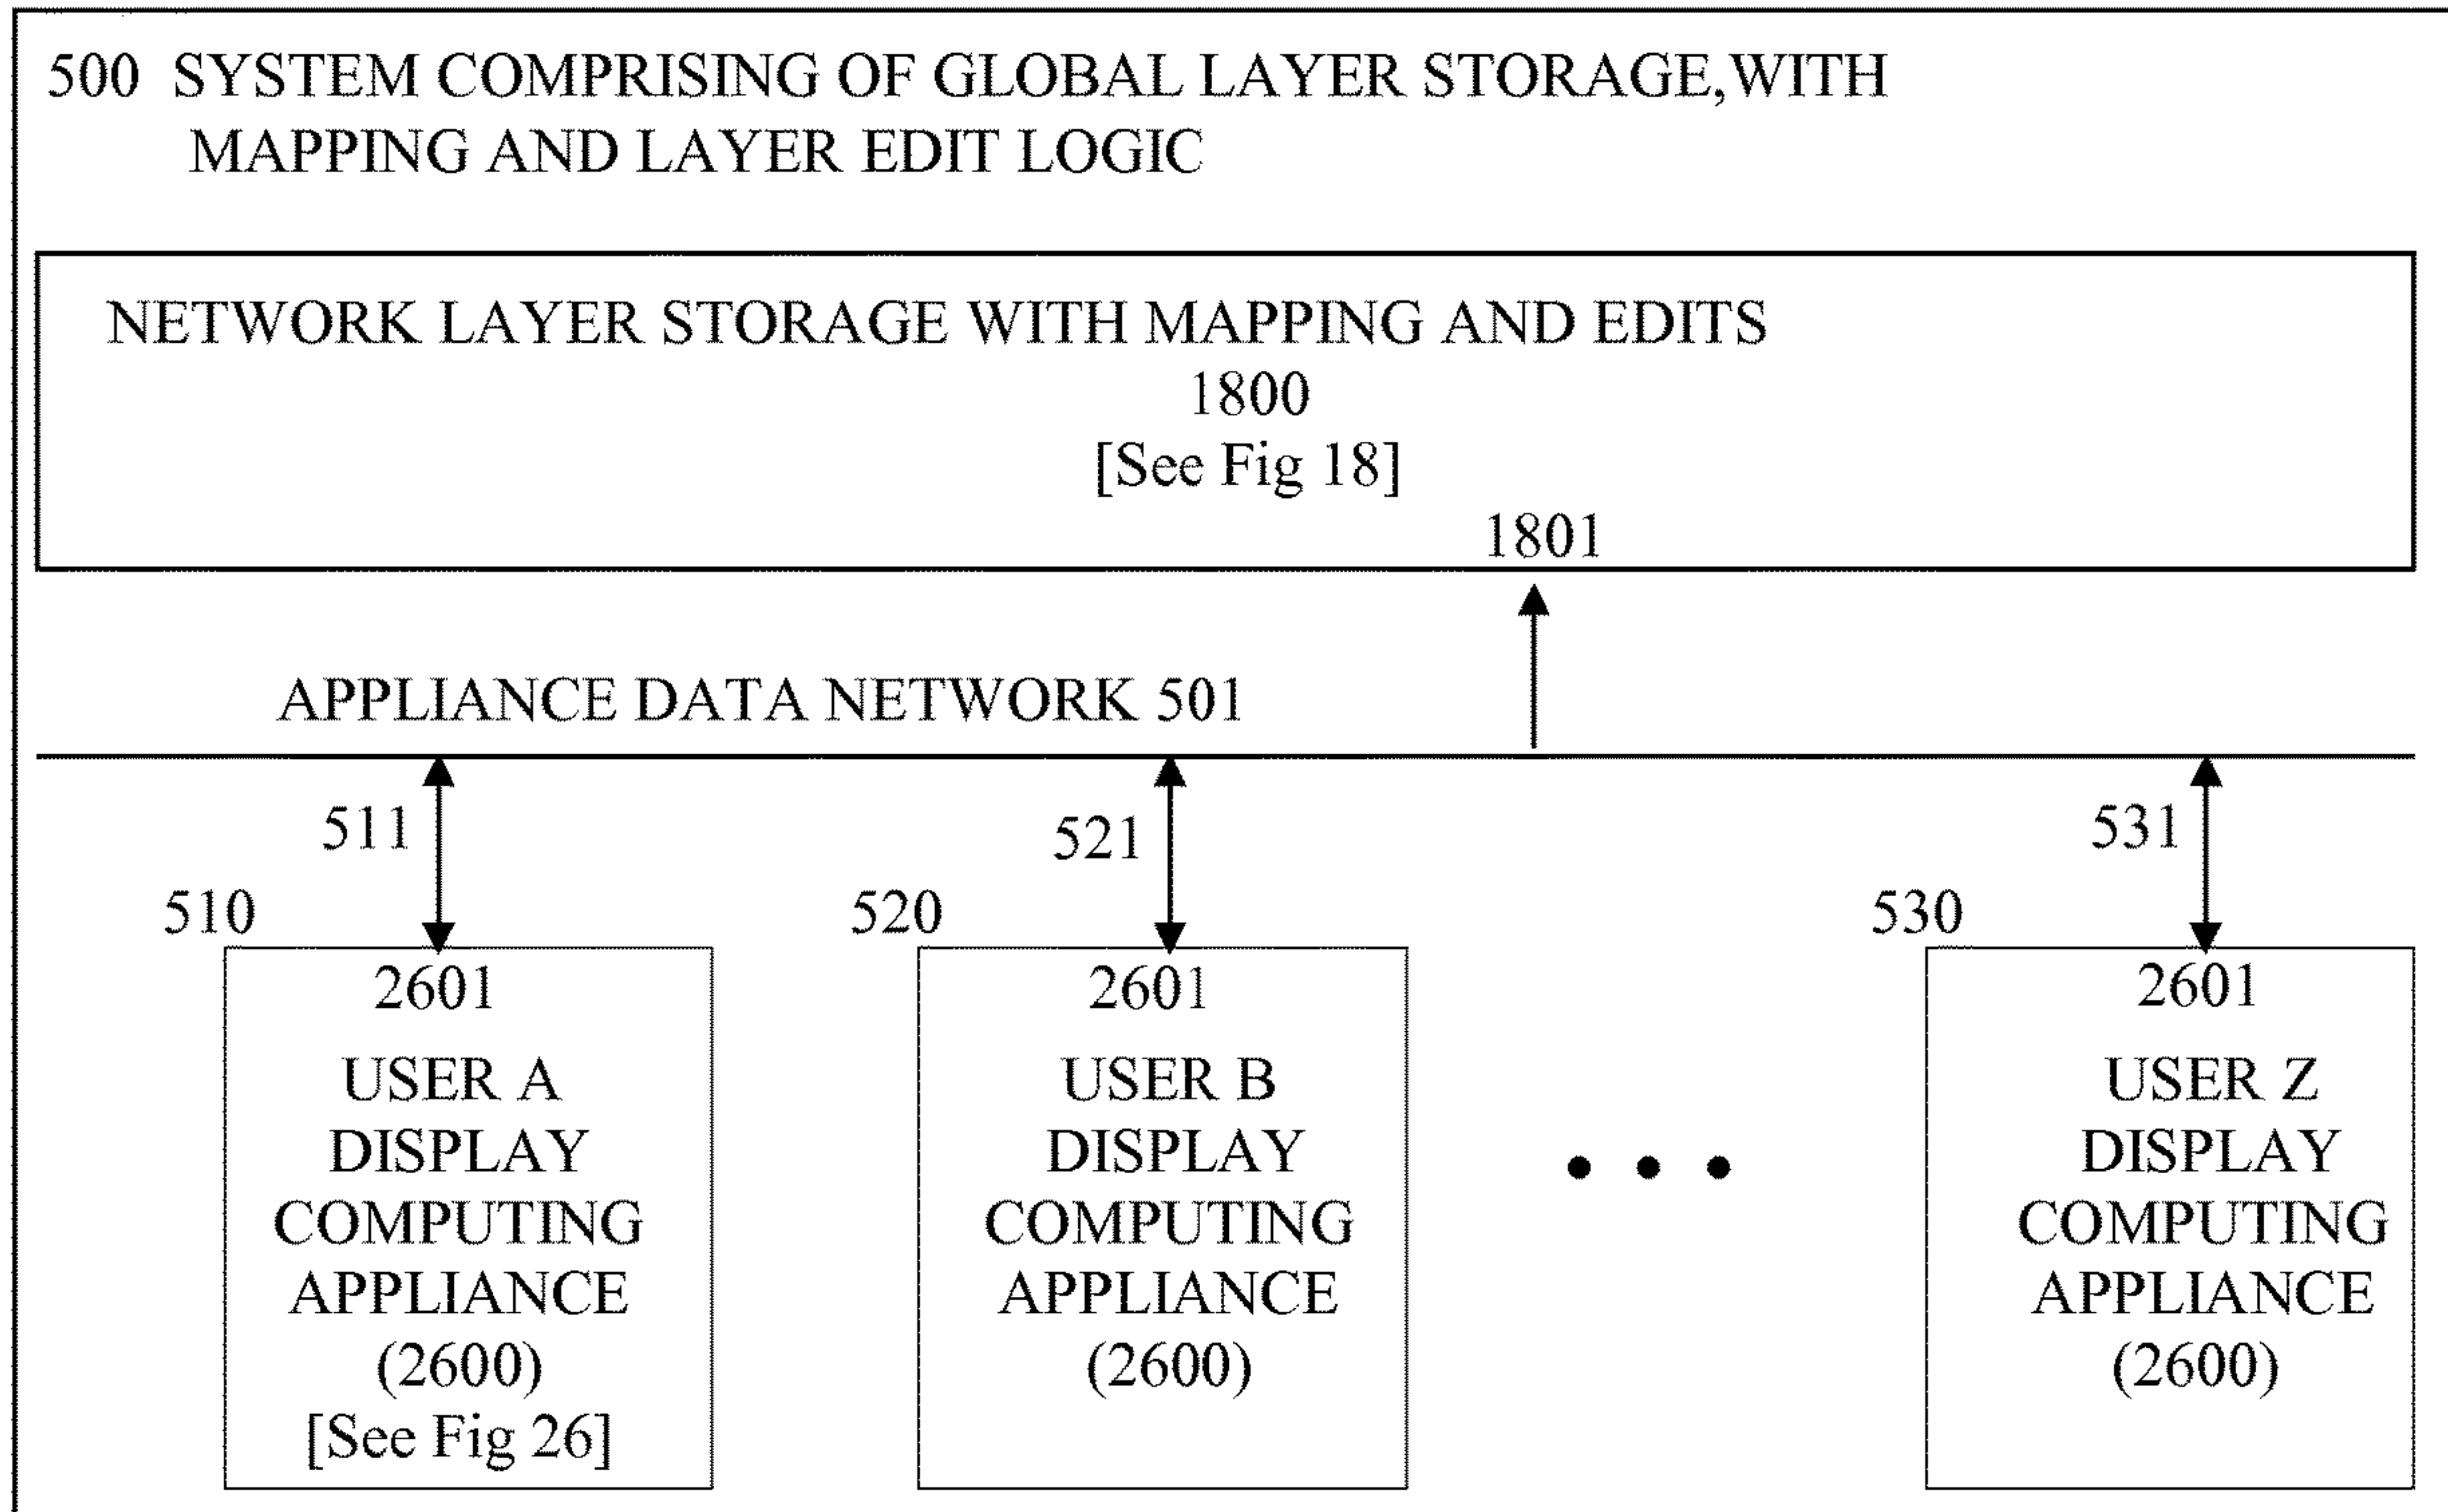 500 SYSTEM COMPRISING OF GLOBAL LAYER STORAGE,WITH
MAPPING AND LAYER EDIT LOGIC
NETWORK LAYER STORAGE WITH MAPPING AND EDITS
1800
[See Fig 18]
1801
APPLIANCE DATA NETWORK 501
511
521
531
510
520
530
2601
USER A
DISPLAY
COMPUTING
APPLIANCE
(2600)
[See Fig 26]
2601
USER B
DISPLAY
COMPUTING
APPLIANCE
(2600)
2601
USER Z
DISPLAY
COMPUTING
APPLIANCE
(2600)